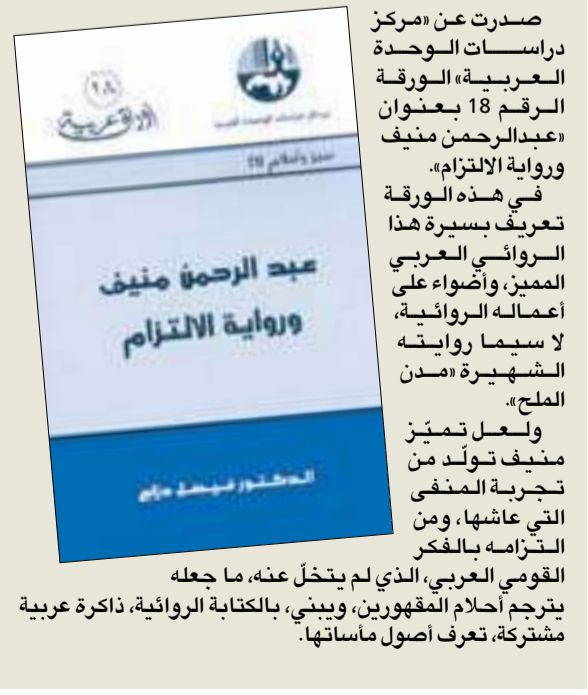 صدرت عن «مركز
دراسات الوحدة
العربية» الورقة
الرقم 18 بعنوان
«عبدالرحمن منيف
ورواية الالتزام».
في هذه الورقة
تعريف بسيرة هذا
الروائي العربي
المميز، وأضواء على
أعماله الروائية،
لا سيما روايته
الشهيرة «مدن
الملح».
ولعل تميّز
منيف تولّد من
تجربة المنفى
التي عاشها، ومن
التزامه بالفكر
القومي العربي، الذي لم يتخلّ عنه، ما جعله
يترجم أحلام المقهورين، ويبني، بالكتابة الروائية، ذاكرة عربية
مشتركة، تعرف أصول مأساتها.
أوراق عربية
عبد الرحمن منيف
ورواية الالتزام
الدكتور فيصل دراج